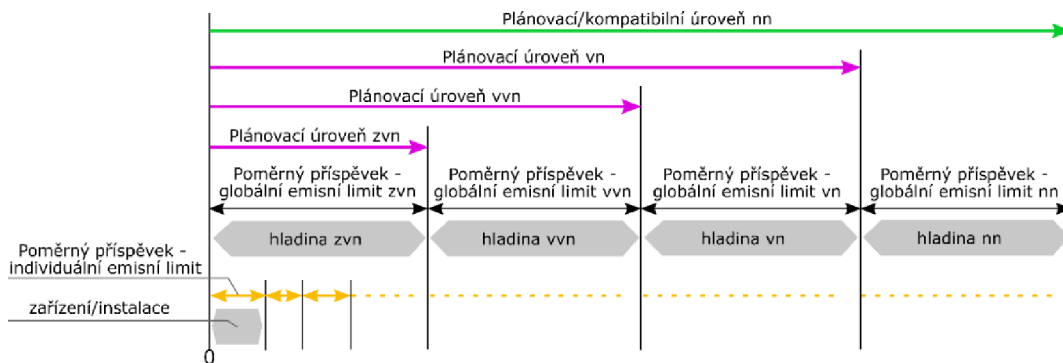 Plánovací/kompatibilní úroveň nn
Plánovací úroveň vn
Plánovací úroveň vvn
Plánovací úroveň zvn
Poměrný příspěvek -
globální emisní limit zvn
Poměrný příspěvek -
globální emisní limit vvn
Poměrný příspěvek -
globální emisní limit vn
Poměrný příspěvek -
globální emisní limit nn
hladina zvn
hladina vvn
hladina vn
hladina nn
Poměrný příspěvek -
individuální emisní limit
zařízení/instalace
0